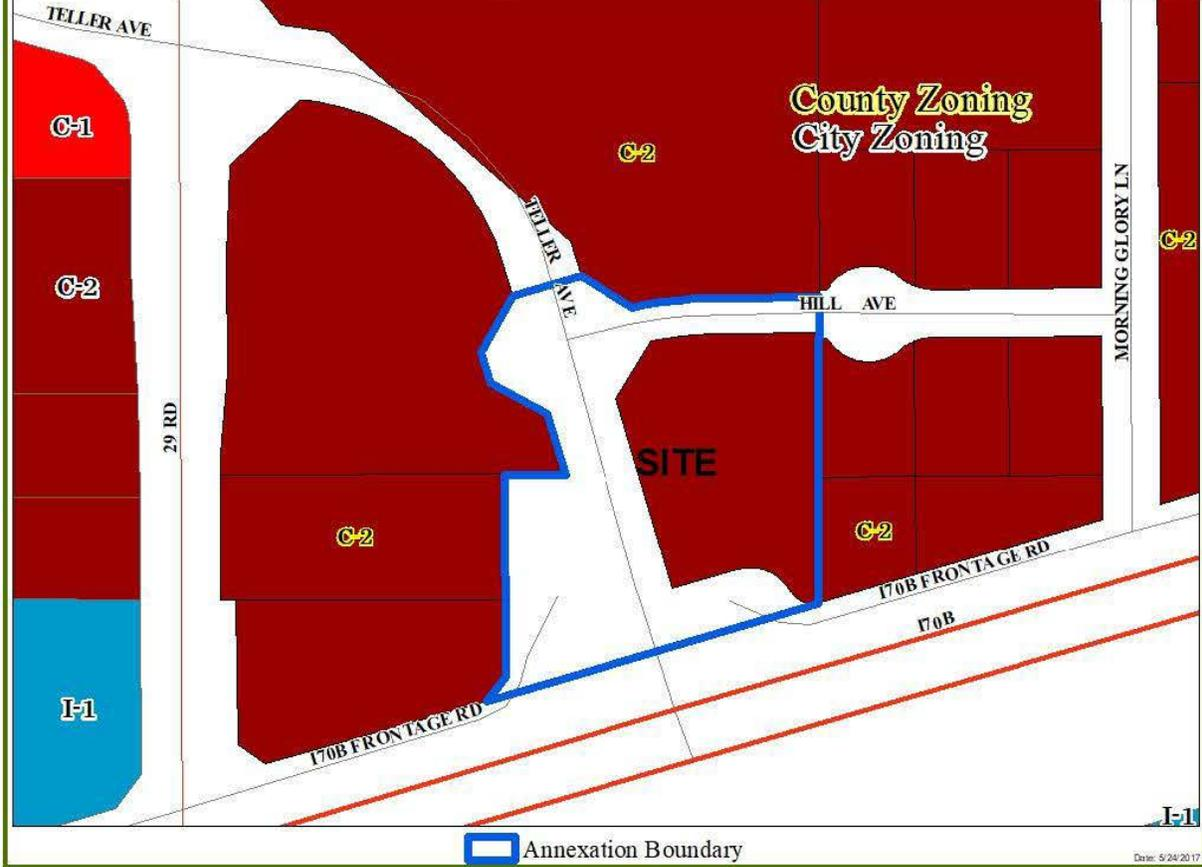 TELLER AVE
County Zoning
City Zoning
C-1
C-2
C-2
TELLER
AVE
MORNING GLORY LN
C-2
HILL AVE
29 RD
SITE
C-2
C-2
I70B FRONTAGE RD
I70B
I-1
I70B FRONTAGE RD
I-1
Annexation Boundary
Date: 5/24/2012